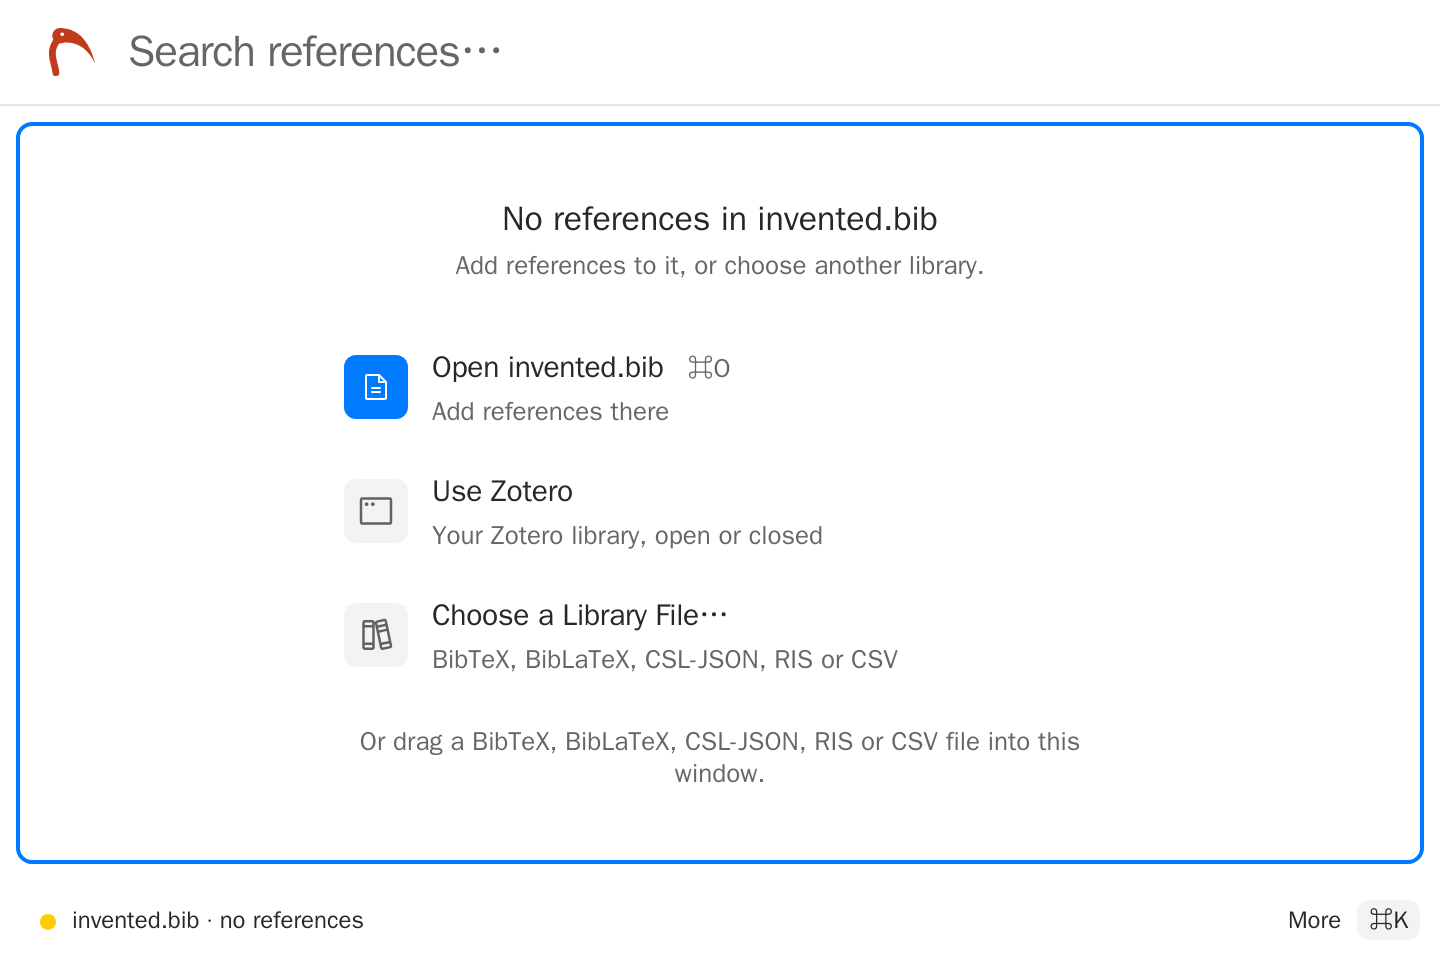 Search references…
No references in invented.bib
Add references to it, or choose another library.
Open invented.bib ⌘O
Add references there
Use Zotero
Your Zotero library, open or closed
Choose a Library File…
BibTeX, BibLaTeX, CSL-JSON, RIS or CSV
Or drag a BibTeX, BibLaTeX, CSL-JSON, RIS or CSV file into this
window.
invented.bib · no references
More ⌘K